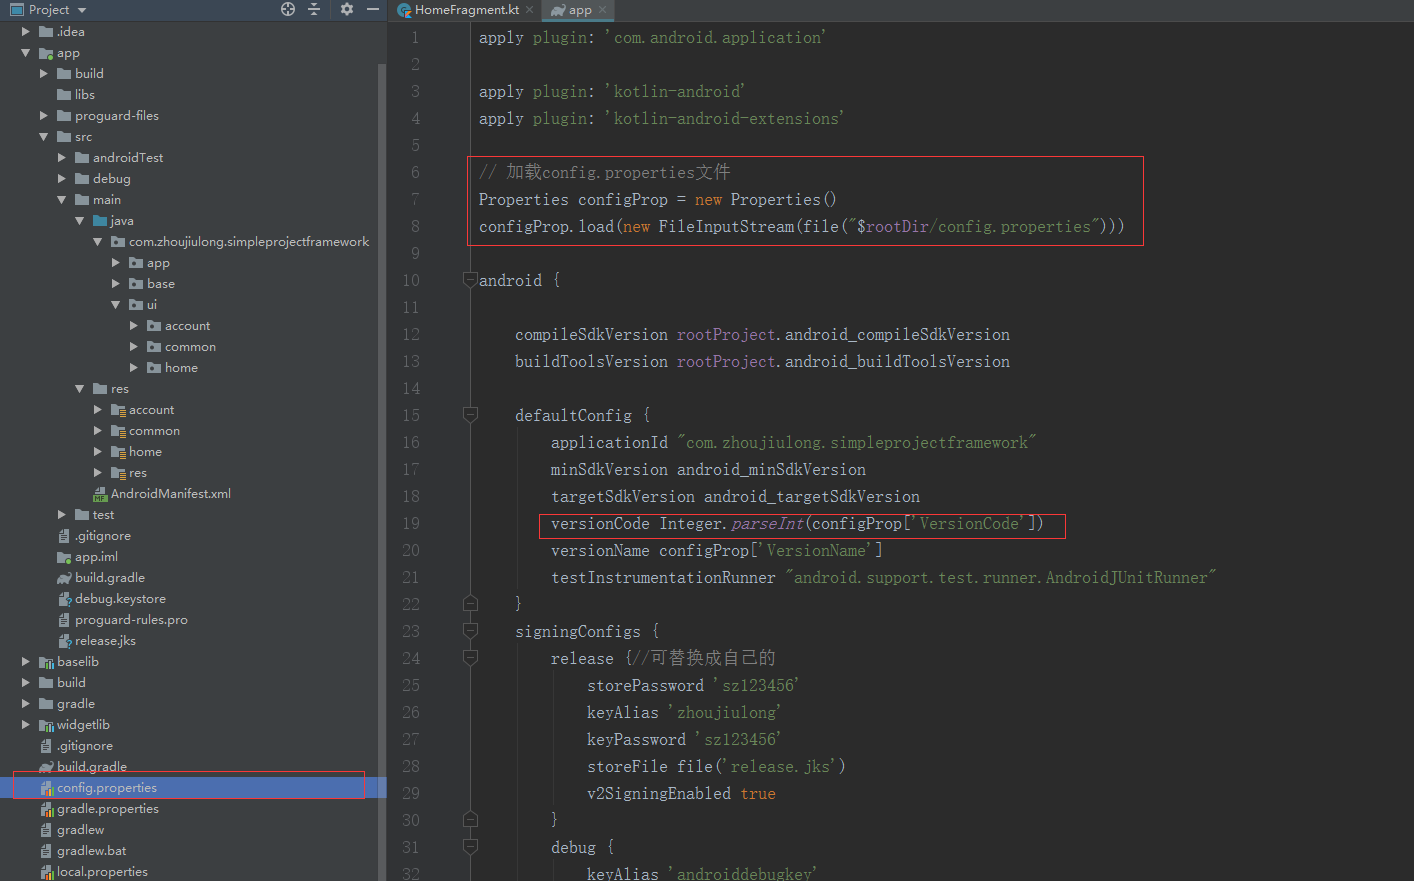 Project
.idea
app
build
libs
proguard-files
src
androidTest
debug
main
java
com.zhoujiulong.simpleprojectframework
app
base
ui
account
common
home
res
account
common
home
res
AndroidManifest.xml
test
.gitignore
app.iml
build.gradle
debug.keystore
proguard-rules.pro
release.jks
baselib
build
gradle
widgetlib
.gitignore
build.gradle
config.properties
gradle.properties
gradlew
gradlew.bat
local.properties
HomeFragment.kt × app ×
1 apply plugin: 'com.android.application'
2
3 apply plugin: 'kotlin-android'
4 apply plugin: 'kotlin-android-extensions'
5
6 // 加载config.properties文件
7 Properties configProp = new Properties()
8 configProp.load(new FileInputStream(file("$rootDir/config.properties")))
9
10 android {
11
12 compileSdkVersion rootProject.android_compileSdkVersion
13 buildToolsVersion rootProject.android_buildToolsVersion
14
15 defaultConfig {
16 applicationId "com.zhoujiulong.simpleprojectframework"
17 minSdkVersion android_minSdkVersion
18 targetSdkVersion android_targetSdkVersion
19 versionCode Integer.parseInt(configProp['VersionCode'])
20 versionName configProp['VersionName']
21 testInstrumentationRunner "android.support.test.runner.AndroidJUnitRunner"
22 }
23 signingConfigs {
24 release {//可替换成自己的
25 storePassword 'sz123456'
26 keyAlias 'zhoujiulong'
27 keyPassword 'sz123456'
28 storeFile file('release.jks')
29 v2SigningEnabled true
30 }
31 debug {
32 keyAlias 'androiddebugkey'